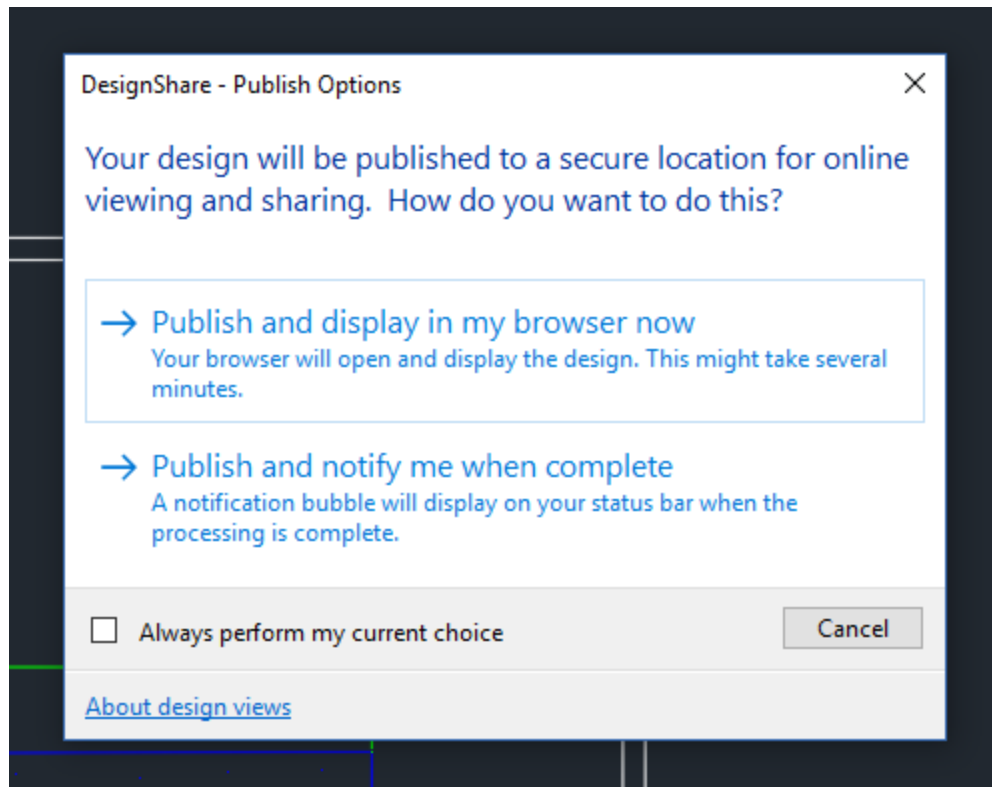 DesignShare - Publish Options
Your design will be published to a secure location for online
viewing and sharing.  How do you want to do this?
Publish and display in my browser now
Your browser will open and display the design. This might take several
minutes.
Publish and notify me when complete
A notification bubble will display on your status bar when the
processing is complete.
Always perform my current choice
Cancel
About design views